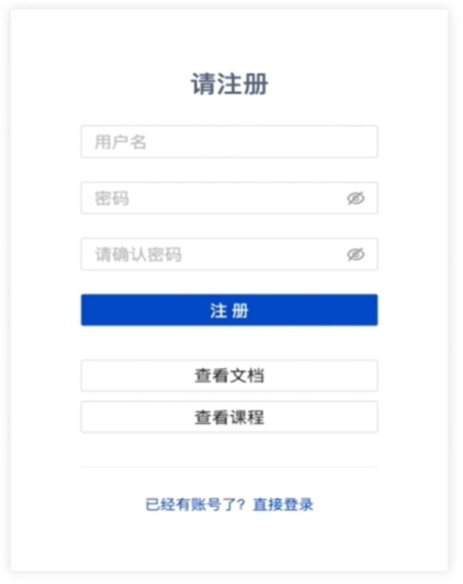 请注册
用户名
密码
请确认密码
注 册
查看文档
查看课程
已经有账号了? 直接登录